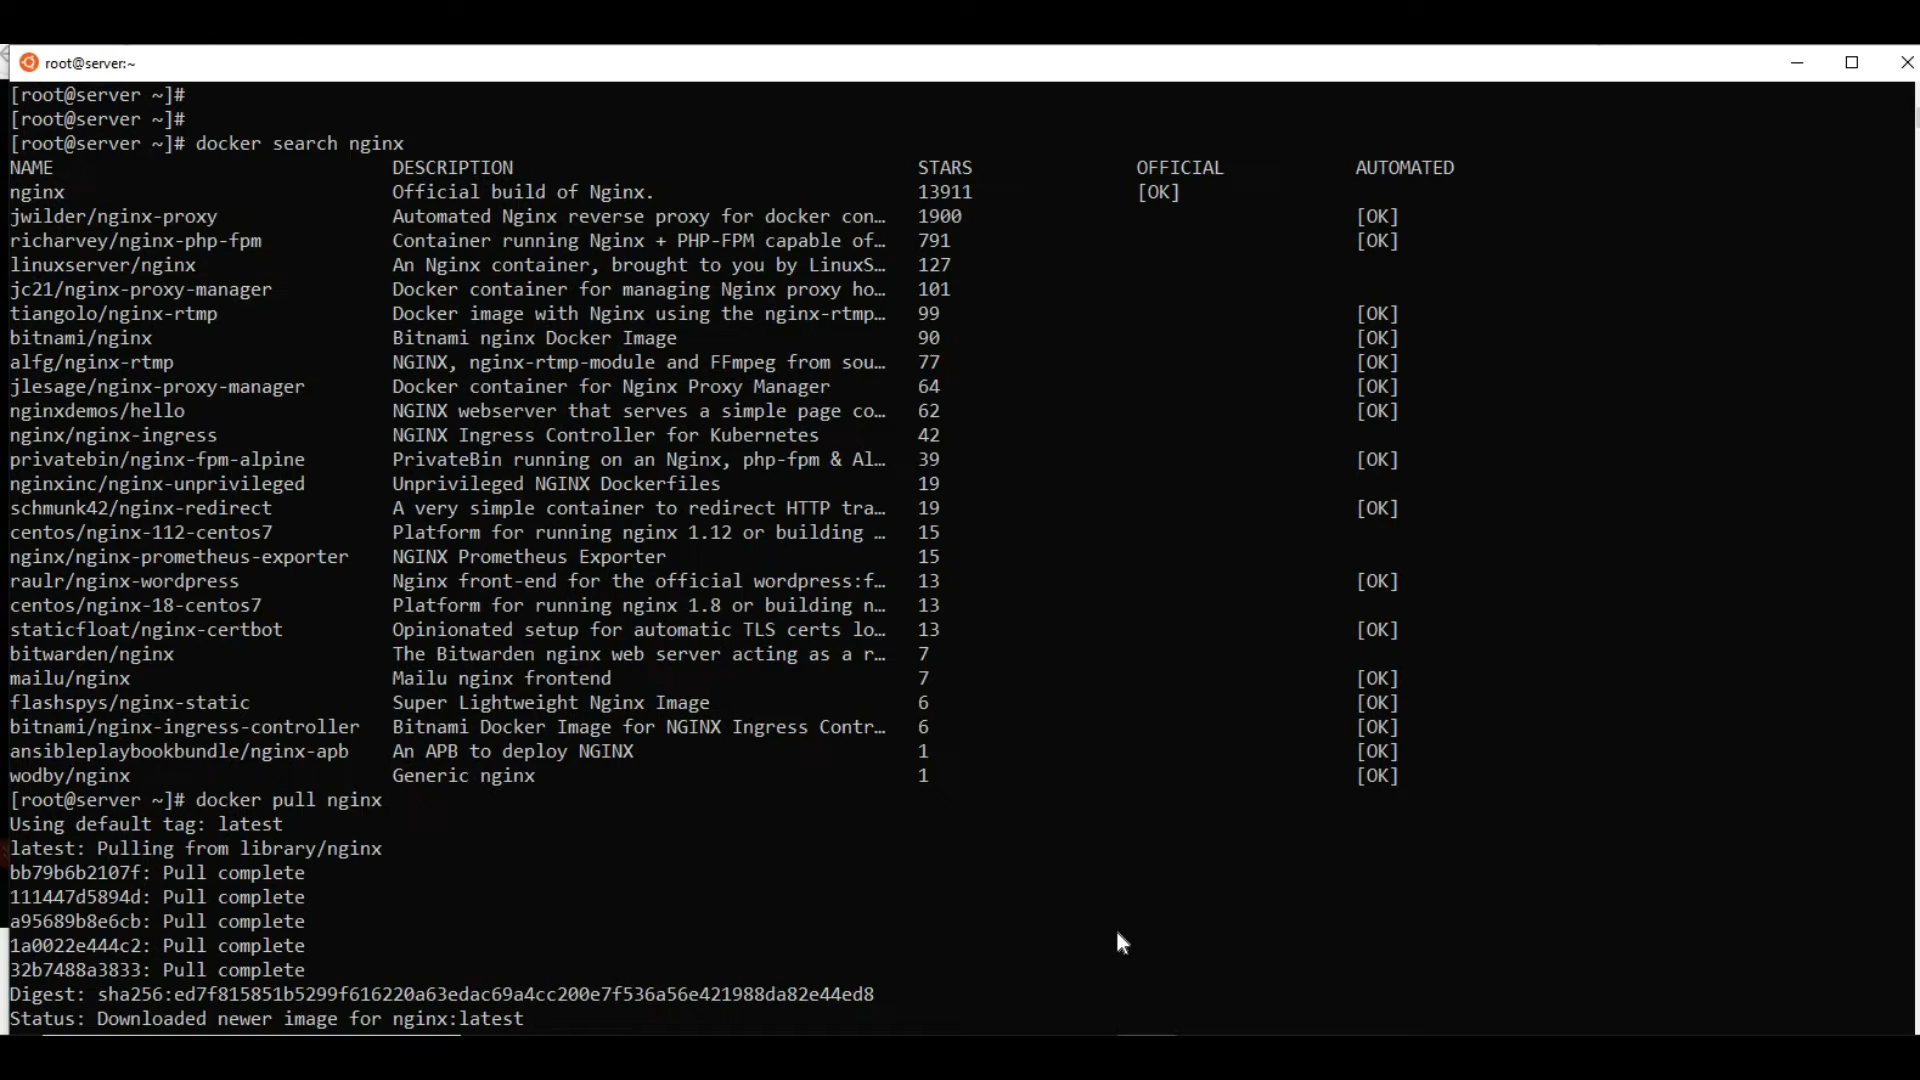 root@server:~
[root@server ~]#
[root@server ~]#
[root@server ~]# docker search nginx
NAME DESCRIPTION STARS OFFICIAL AUTOMATED
nginx Official build of Nginx. 13911 [OK]
jwilder/nginx-proxy Automated Nginx reverse proxy for docker con… 1900 [OK]
richarvey/nginx-php-fpm Container running Nginx + PHP-FPM capable of… 791 [OK]
linuxserver/nginx An Nginx container, brought to you by LinuxS… 127
jc21/nginx-proxy-manager Docker container for managing Nginx proxy ho… 101
tiangolo/nginx-rtmp Docker image with Nginx using the nginx-rtmp… 99 [OK]
bitnami/nginx Bitnami nginx Docker Image 90 [OK]
alfg/nginx-rtmp NGINX, nginx-rtmp-module and FFmpeg from sou… 77 [OK]
jlesage/nginx-proxy-manager Docker container for Nginx Proxy Manager 64 [OK]
nginxdemos/hello NGINX webserver that serves a simple page co… 62 [OK]
nginx/nginx-ingress NGINX Ingress Controller for Kubernetes 42
privatebin/nginx-fpm-alpine PrivateBin running on an Nginx, php-fpm & Al… 39 [OK]
nginxinc/nginx-unprivileged Unprivileged NGINX Dockerfiles 19
schmunk42/nginx-redirect A very simple container to redirect HTTP tra… 19 [OK]
centos/nginx-112-centos7 Platform for running nginx 1.12 or building … 15
nginx/nginx-prometheus-exporter NGINX Prometheus Exporter 15
raulr/nginx-wordpress Nginx front-end for the official wordpress:f… 13 [OK]
centos/nginx-18-centos7 Platform for running nginx 1.8 or building n… 13
staticfloat/nginx-certbot Opinionated setup for automatic TLS certs lo… 13 [OK]
bitwarden/nginx The Bitwarden nginx web server acting as a r… 7
mailu/nginx Mailu nginx frontend 7 [OK]
flashspys/nginx-static Super Lightweight Nginx Image 6 [OK]
bitnami/nginx-ingress-controller Bitnami Docker Image for NGINX Ingress Contr… 6 [OK]
ansibleplaybookbundle/nginx-apb An APB to deploy NGINX 1 [OK]
wodby/nginx Generic nginx 1 [OK]
[root@server ~]# docker pull nginx
Using default tag: latest
latest: Pulling from library/nginx
bb79b6b2107f: Pull complete
111447d5894d: Pull complete
a95689b8e6cb: Pull complete
1a0022e444c2: Pull complete
32b7488a3833: Pull complete
Digest: sha256:ed7f815851b5299f616220a63edac69a4cc200e7f536a56e421988da82e44ed8
Status: Downloaded newer image for nginx:latest